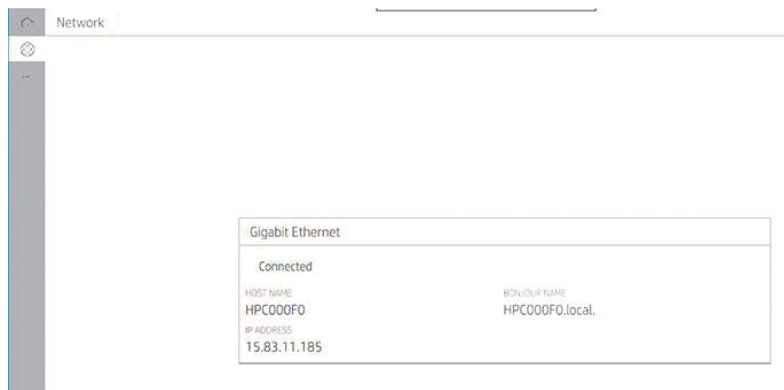 Network
...
Gigabit Ethernet
Connected
HOST NAME
HPC000F0
BONJOUR NAME
HPC000F0.local.
IP ADDRESS
15.83.11.185